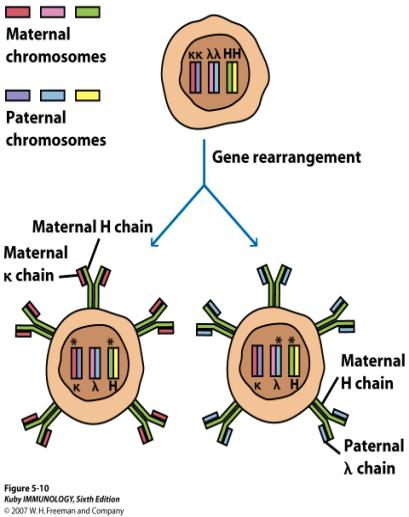 Maternal
chromosomes
Paternal
chromosomes
κκ λλ HH
Gene rearrangement
Maternal H chain
Maternal
κ chain
* *
κ λ H
* *
κ λ H
Maternal
H chain
Paternal
λ chain
Figure 5-10
Kuby IMMUNOLOGY, Sixth Edition
© 2007 W. H. Freeman and Company